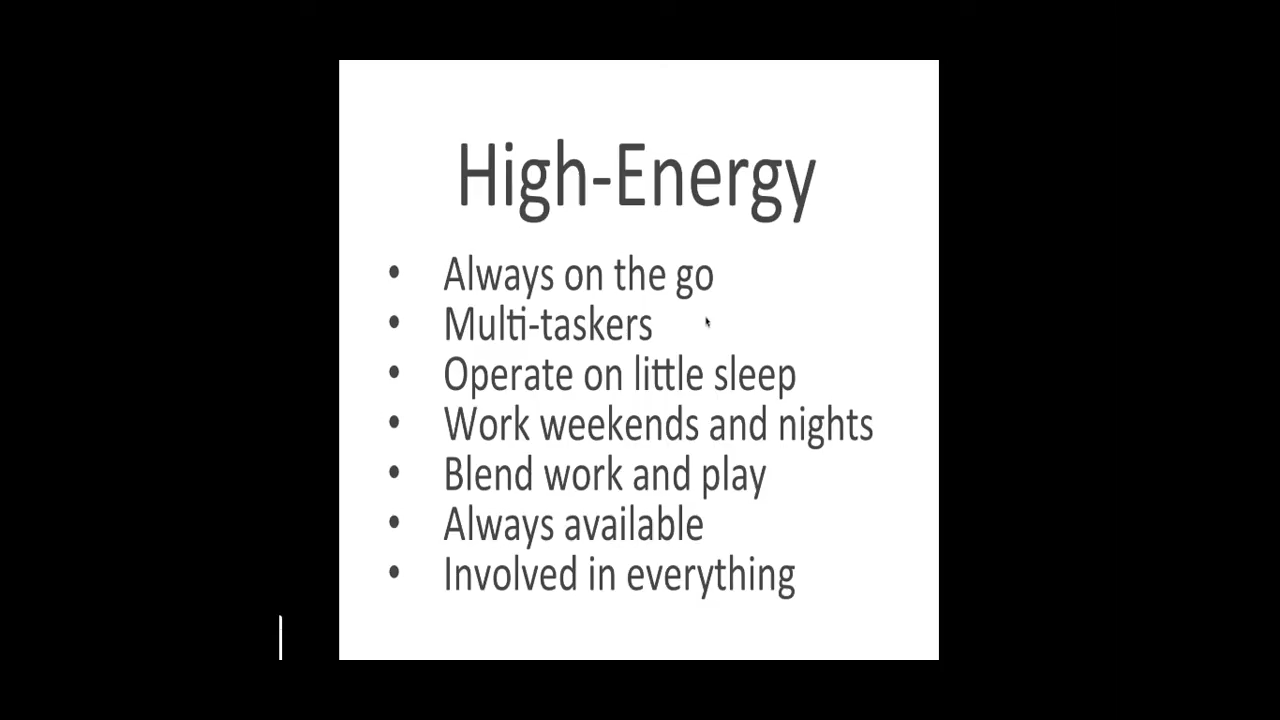 High-Energy
• Always on the go
• Multi-taskers
• Operate on little sleep
• Work weekends and nights
• Blend work and play
• Always available
• Involved in everything